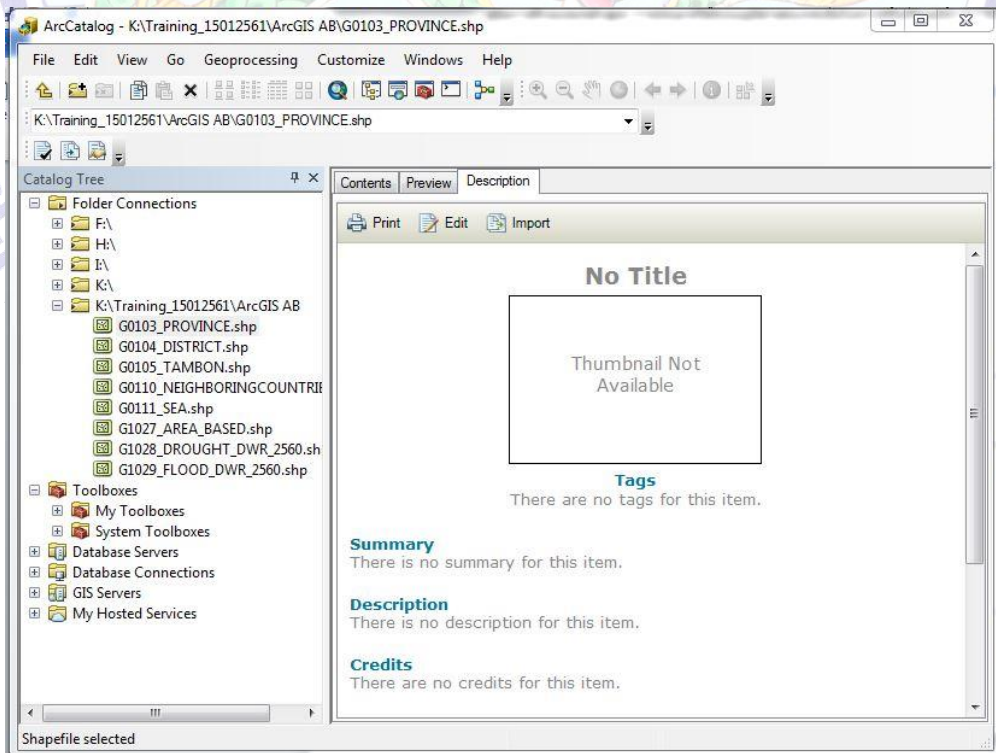 ArcCatalog - K:\Training_15012561\ArcGIS AB\G0103_PROVINCE.shp
File Edit View Go Geoprocessing Customize Windows Help
K:\Training_15012561\ArcGIS AB\G0103_PROVINCE.shp
Catalog Tree
Folder Connections
F:\
H:\
I:\
K:\
K:\Training_15012561\ArcGIS AB
G0103_PROVINCE.shp
G0104_DISTRICT.shp
G0105_TAMBON.shp
G0110_NEIGHBORINGCOUNTRIE
G0111_SEA.shp
G1027_AREA_BASED.shp
G1028_DROUGHT_DWR_2560.sh
G1029_FLOOD_DWR_2560.shp
Toolboxes
My Toolboxes
System Toolboxes
Database Servers
Database Connections
GIS Servers
My Hosted Services
Contents Preview Description
Print Edit Import
No Title
Thumbnail Not
Available
Tags
There are no tags for this item.
Summary
There is no summary for this item.
Description
There is no description for this item.
Credits
There are no credits for this item.
Shapefile selected